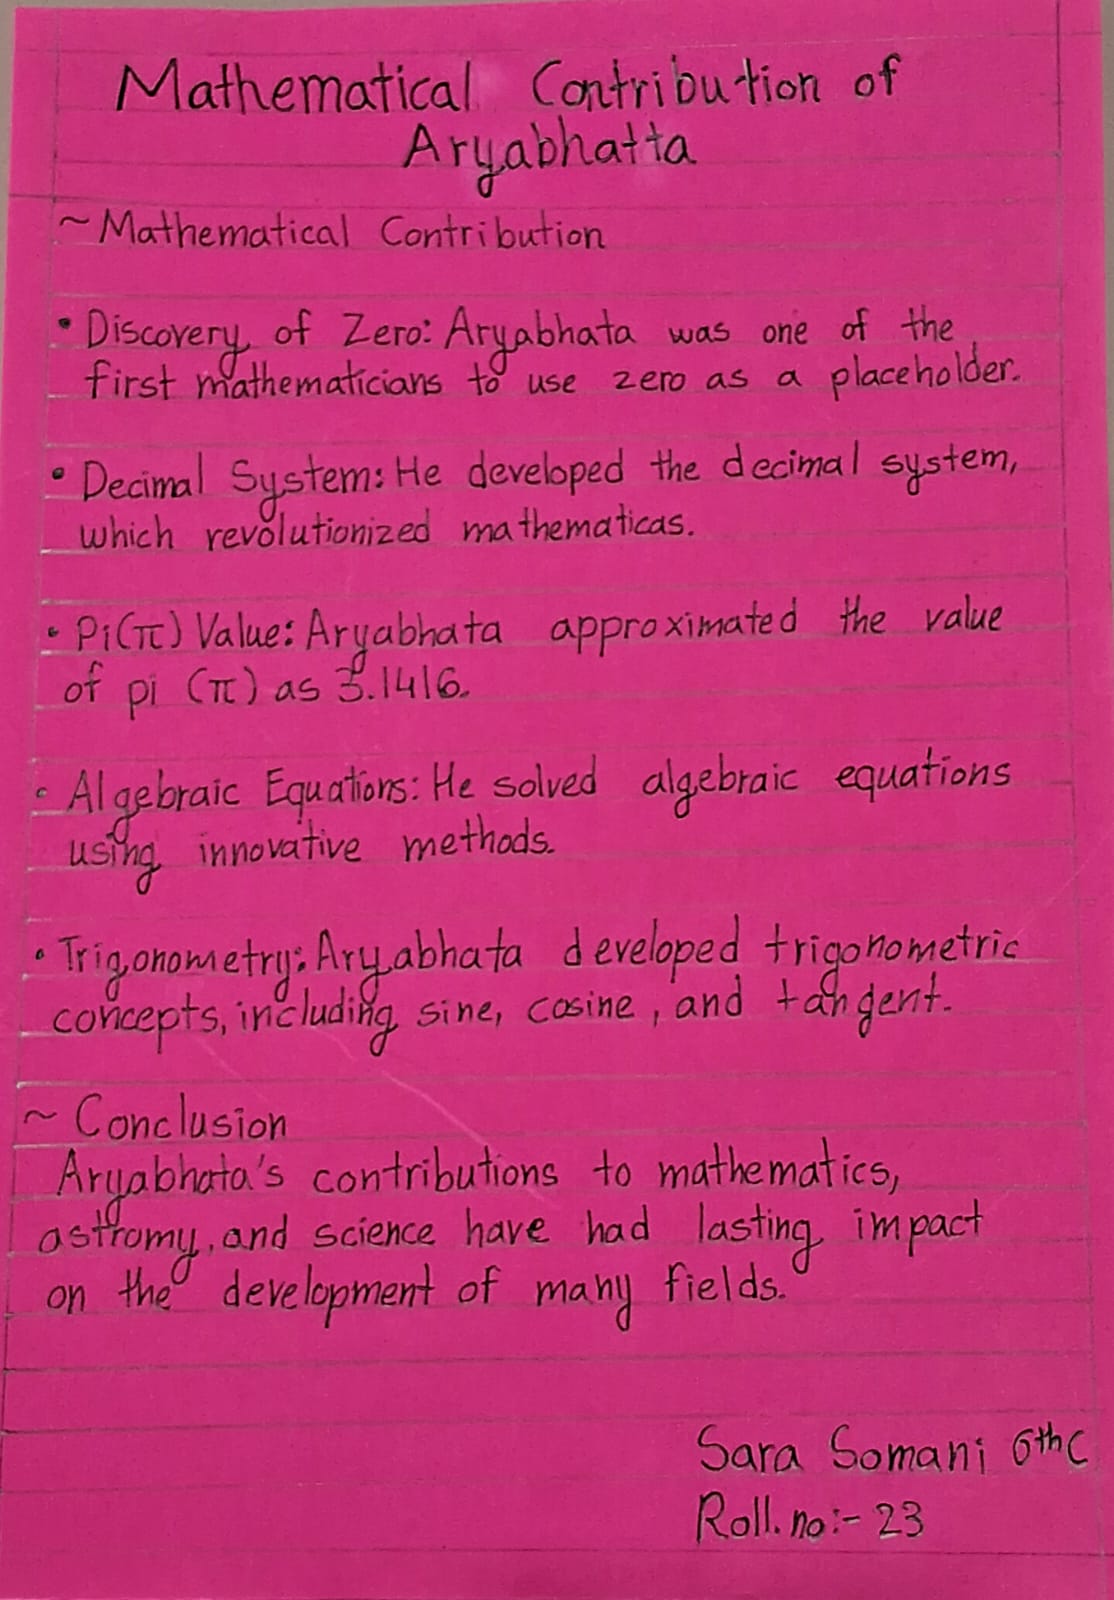 Mathematical Contribution of
Aryabhatta
~ Mathematical Contribution
• Discovery of Zero: Aryabhata was one of the
first mathematicians to use zero as a placeholder.
• Decimal System: He developed the decimal system,
which revolutionized mathematicas.
• Pi(π) Value: Aryabhata approximated the value
of pi (π) as 3.1416.
• Algebraic Equations: He solved algebraic equations
using innovative methods.
• Trigonometry: Aryabhata developed trigonometric
concepts, including sine, cosine, and tangent.
~ Conclusion
Aryabhata's contributions to mathematics,
astromy, and science have had lasting impact
on the development of many fields.
Sara Somani 6th C
Roll. no:- 23